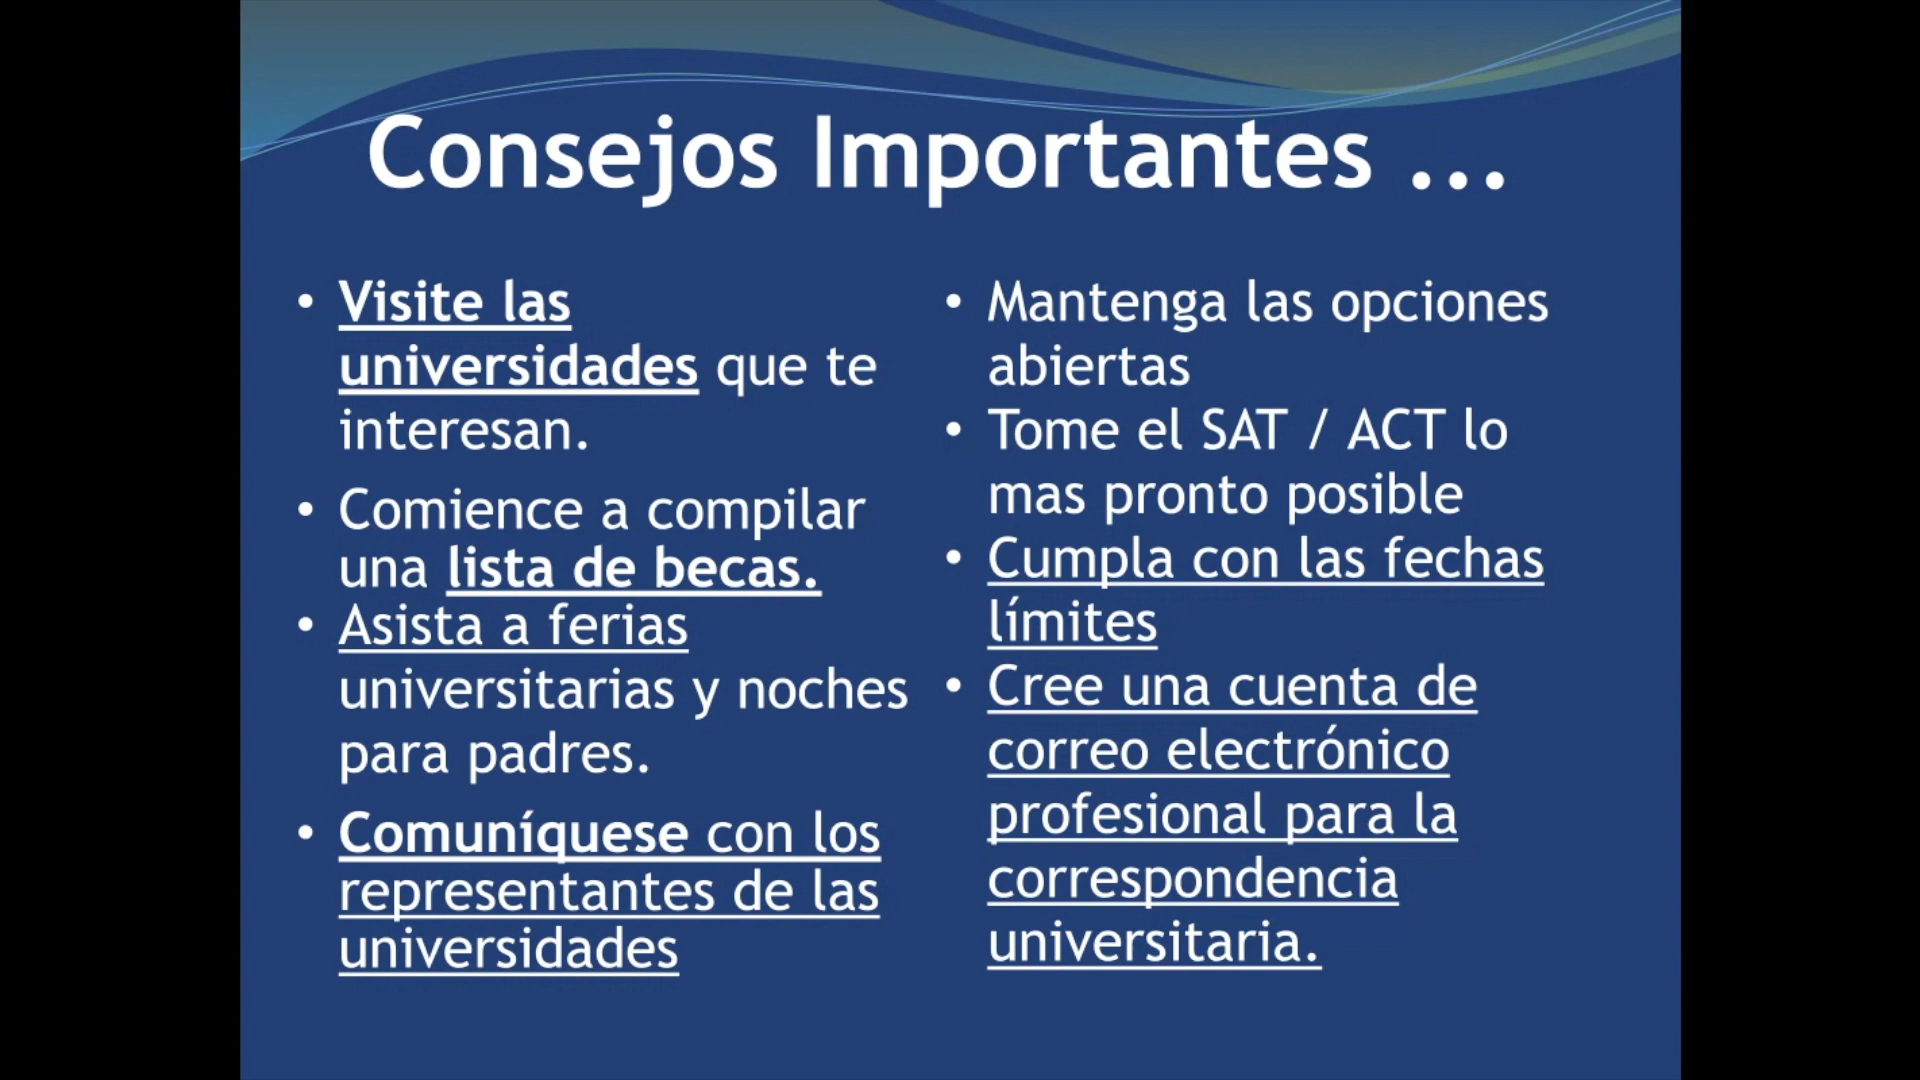 Consejos Importantes ...
• Visite las
universidades que te
interesan.
• Comience a compilar
una lista de becas.
• Asista a ferias
universitarias y noches
para padres.
• Comuníquese con los
representantes de las
universidades
• Mantenga las opciones
abiertas
• Tome el SAT / ACT lo
mas pronto posible
• Cumpla con las fechas
límites
• Cree una cuenta de
correo electrónico
profesional para la
correspondencia
universitaria.